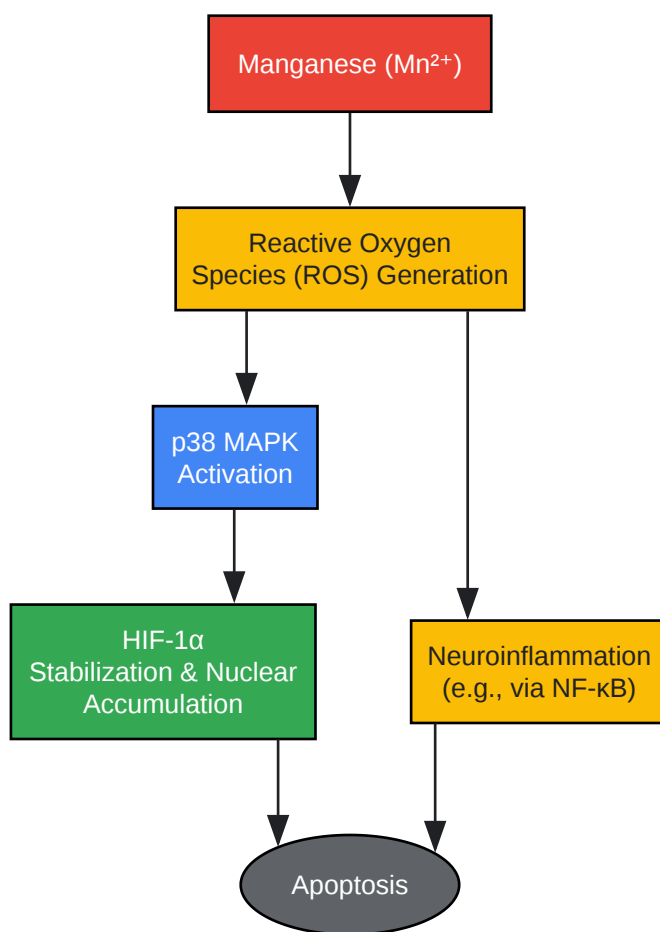 Manganese (Mn²⁺)
Reactive Oxygen
Species (ROS) Generation
p38 MAPK
Activation
HIF-1α
Stabilization & Nuclear
Accumulation
Neuroinflammation
(e.g., via NF-κB)
Apoptosis